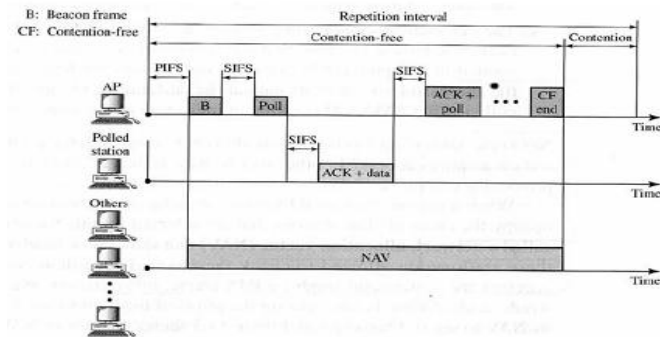 B: Beacon frame
CF: Contention-free
Repetition interval
Contention-free
Contention
PIFS
SIFS
SIFS
AP
B
Poll
ACK + poll
CF end
Time
Polled station
SIFS
ACK + data
Time
Others
NAV
Time